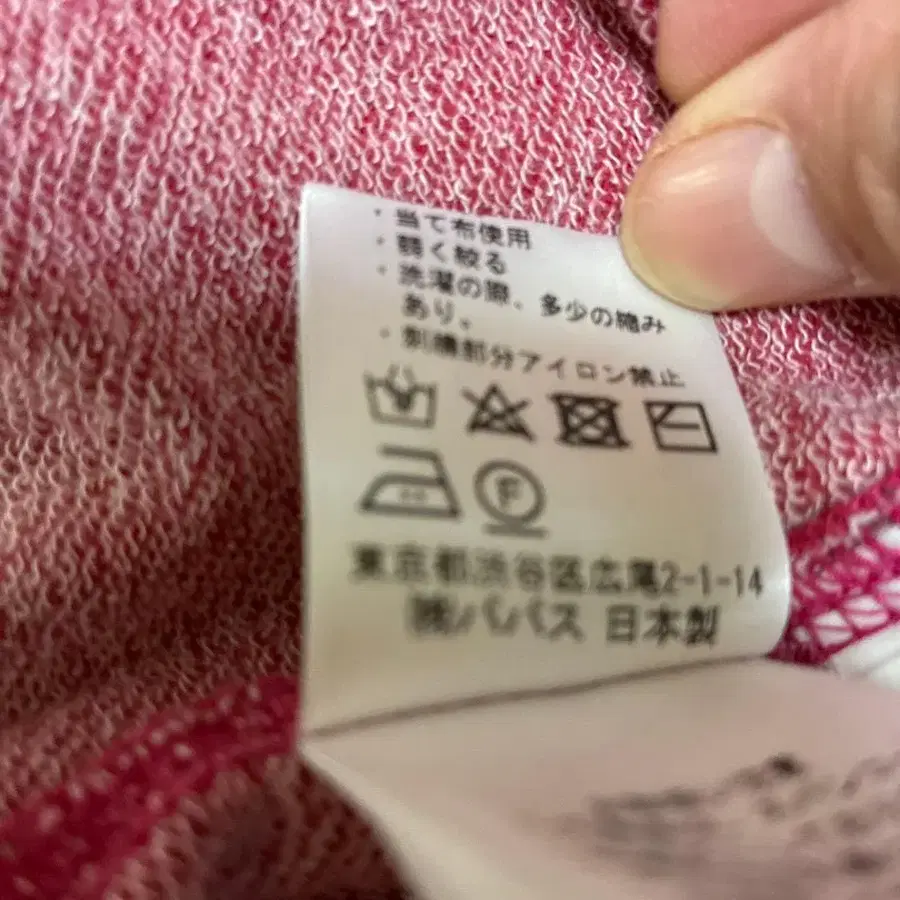 ・当て布使用
・弱く絞る
・洗濯の際、多少の縮み
あり。
・刺繍部分アイロン禁止
F
東京都渋谷区広尾2-1-14
㈱パパス 日本製